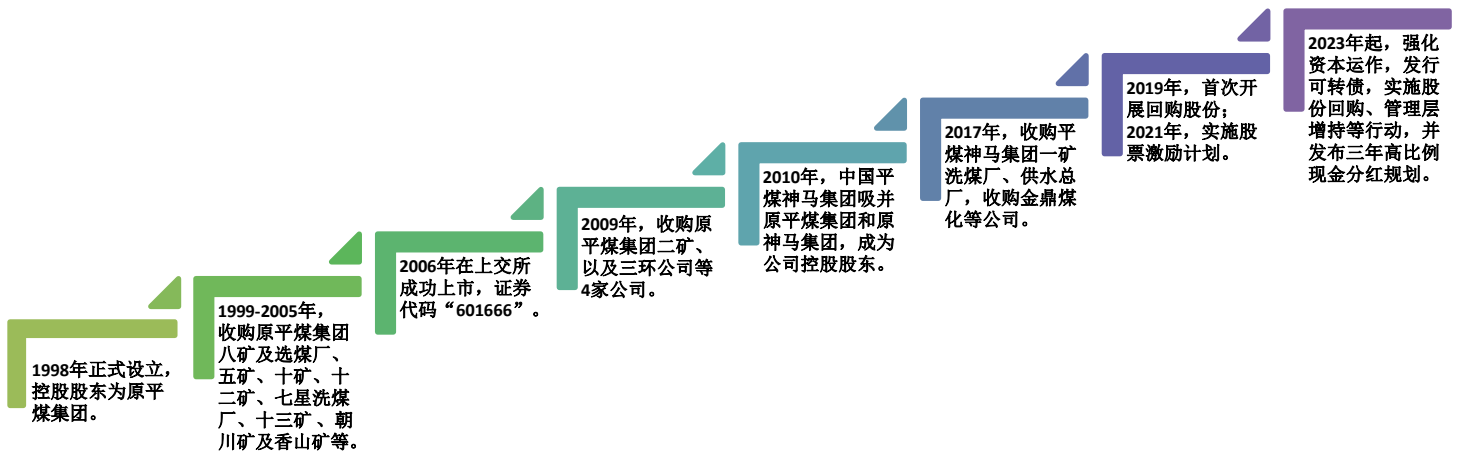 1998年正式设立，
控股股东为原平
煤集团。
1999-2005年，
收购原平煤集团
八矿及选煤厂、
五矿、十矿、十
二矿、七星洗煤
厂、十三矿、朝
川矿及香山矿等。
2006年在上交所
成功上市，证券
代码“601666”。
2009年，收购原
平煤集团二矿、
以及三环公司等
4家公司。
2010年，中国平
煤神马集团吸并
原平煤集团和原
神马集团，成为
公司控股股东。
2017年，收购平
煤神马集团一矿
洗煤厂、供水总
厂，收购金鼎煤
化等公司。
2019年，首次开
展回购股份；
2021年，实施股
票激励计划。
2023年起，强化
资本运作，发行
可转债，实施股
份回购、管理层
增持等行动，并
发布三年高比例
现金分红规划。